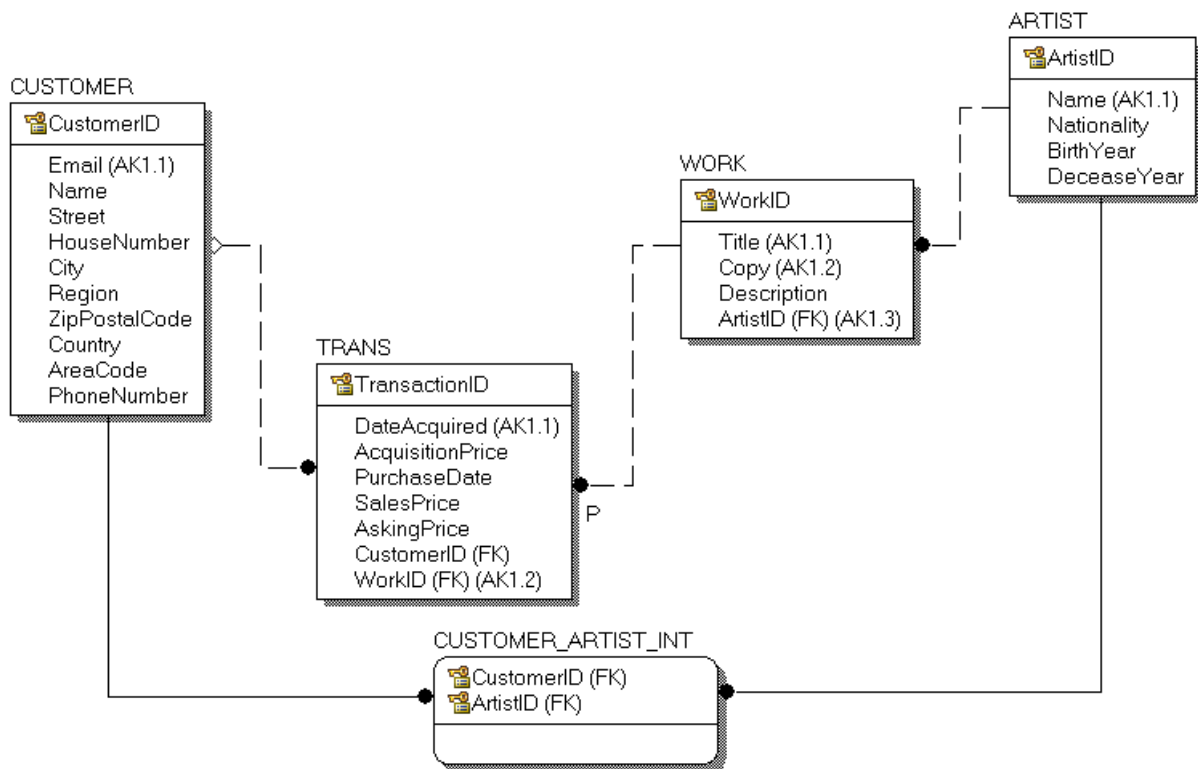 ARTIST
ArtistID
Name (AK1.1)
Nationality
BirthYear
DeceaseYear
CUSTOMER
CustomerID
Email (AK1.1)
Name
Street
HouseNumber
City
Region
ZipPostalCode
Country
AreaCode
PhoneNumber
WORK
WorkID
Title (AK1.1)
Copy (AK1.2)
Description
ArtistID (FK) (AK1.3)
TRANS
TransactionID
DateAcquired (AK1.1)
AcquisitionPrice
PurchaseDate
SalesPrice
AskingPrice
CustomerID (FK)
WorkID (FK) (AK1.2)
P
CUSTOMER_ARTIST_INT
CustomerID (FK)
ArtistID (FK)